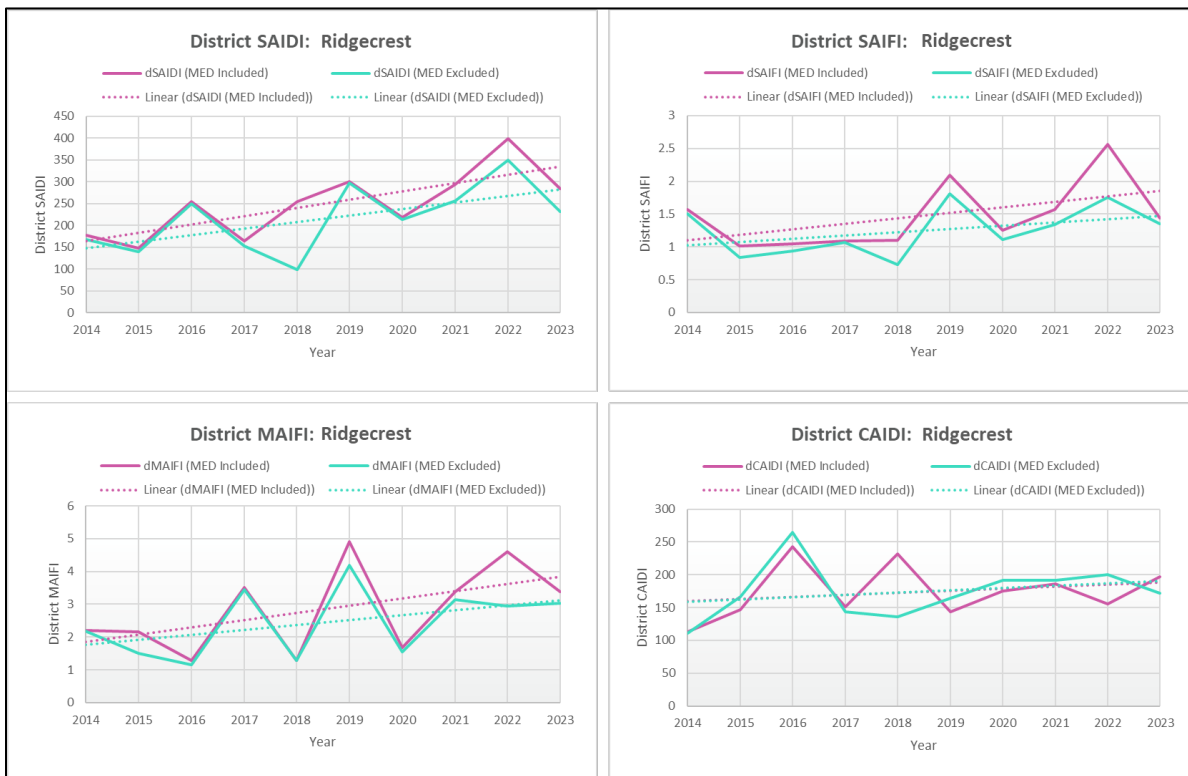 District SAIDI: Ridgecrest
dSAIDI (MED Included)
dSAIDI (MED Excluded)
Linear (dSAIDI (MED Included))
Linear (dSAIDI (MED Excluded))
450
400
350
300
250
200
150
100
50
0
District SAIDI
2014 2015 2016 2017 2018 2019 2020 2021 2022 2023
Year
District SAIFI: Ridgecrest
dSAIFI (MED Included)
dSAIFI (MED Excluded)
Linear (dSAIFI (MED Included))
Linear (dSAIFI (MED Excluded))
3
2.5
2
1.5
1
0.5
0
District SAIFI
2014 2015 2016 2017 2018 2019 2020 2021 2022 2023
Year
District MAIFI: Ridgecrest
dMAIFI (MED Included)
dMAIFI (MED Excluded)
Linear (dMAIFI (MED Included))
Linear (dMAIFI (MED Excluded))
6
5
4
3
2
1
0
District MAIFI
2014 2015 2016 2017 2018 2019 2020 2021 2022 2023
Year
District CAIDI: Ridgecrest
dCAIDI (MED Included)
dCAIDI (MED Excluded)
Linear (dCAIDI (MED Included))
Linear (dCAIDI (MED Excluded))
300
250
200
150
100
50
0
District CAIDI
2014 2015 2016 2017 2018 2019 2020 2021 2022 2023
Year